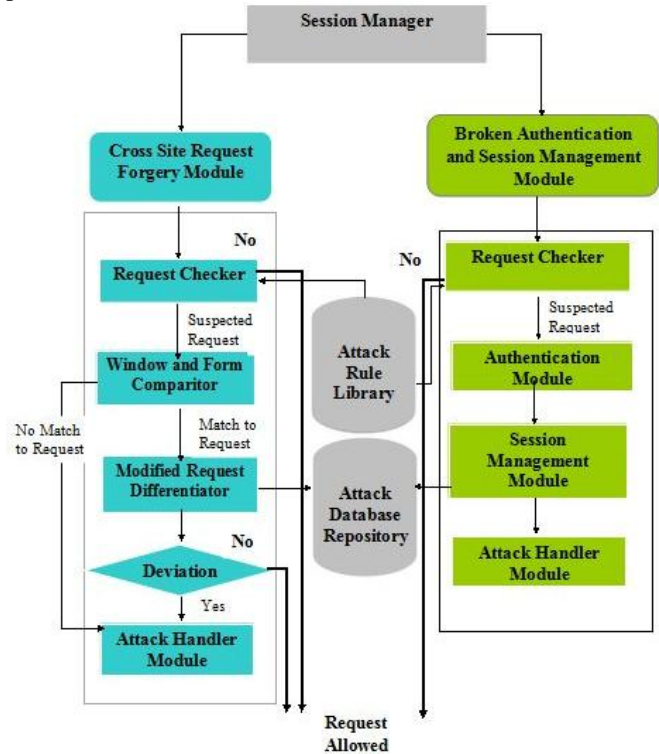 Session Manager
Cross Site Request
Forgery Module
Broken Authentication
and Session Management
Module
No
Request Checker
No
Request Checker
Suspected
Request
Suspected
Request
Attack
Rule
Library
Window and Form
Comparitor
Authentication
Module
No Match
to Request
Match to
Request
Modified Request
Differentiator
Session
Management
Module
Attack
Database
Repository
No
Deviation
Attack Handler
Module
Yes
Attack Handler
Module
Request
Allowed